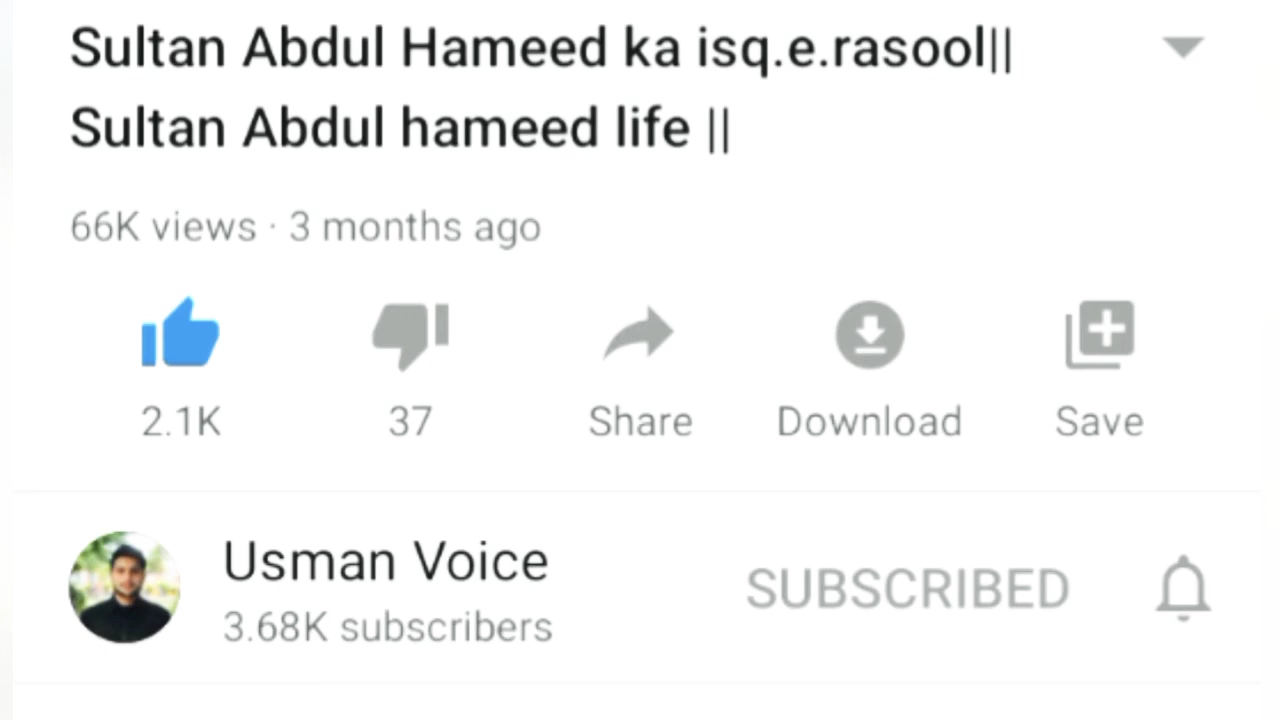 Sultan Abdul Hameed ka isq.e.rasool||
Sultan Abdul hameed life ||
66K views · 3 months ago
2.1K 37 Share Download Save
Usman Voice
3.68K subscribers
SUBSCRIBED